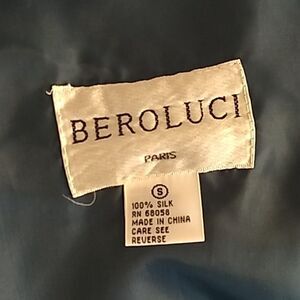 BEROLUCI
PARIS
S
100% SILK
RN 68058
MADE IN CHINA
CARE SEE
REVERSE